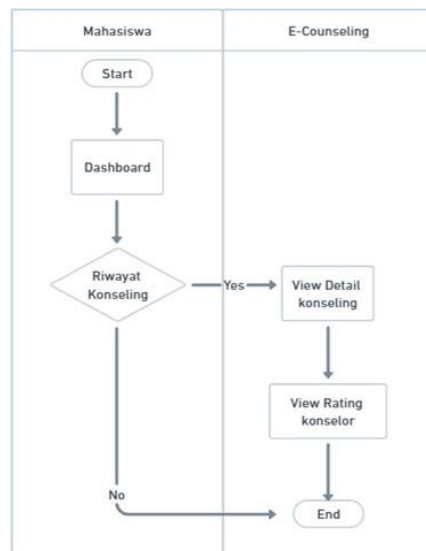 Mahasiswa
E-Counseling
Start
Dashboard
Riwayat
Konseling
Yes
View Detail
konseling
View Rating
konselor
No
End